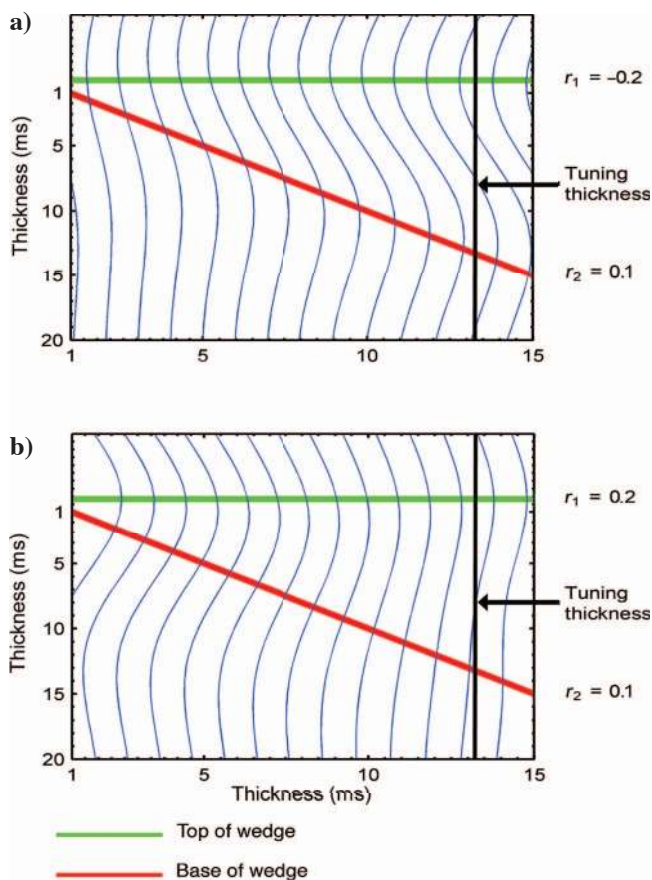 a)
r₁ = –0.2
1
5
10
15
20
Thickness (ms)
Tuning
thickness
r₂ = 0.1
1
5
10
15
b)
r₁ = 0.2
1
5
10
15
20
Thickness (ms)
Tuning
thickness
r₂ = 0.1
1
5
10
15
Thickness (ms)
Top of wedge
Base of wedge